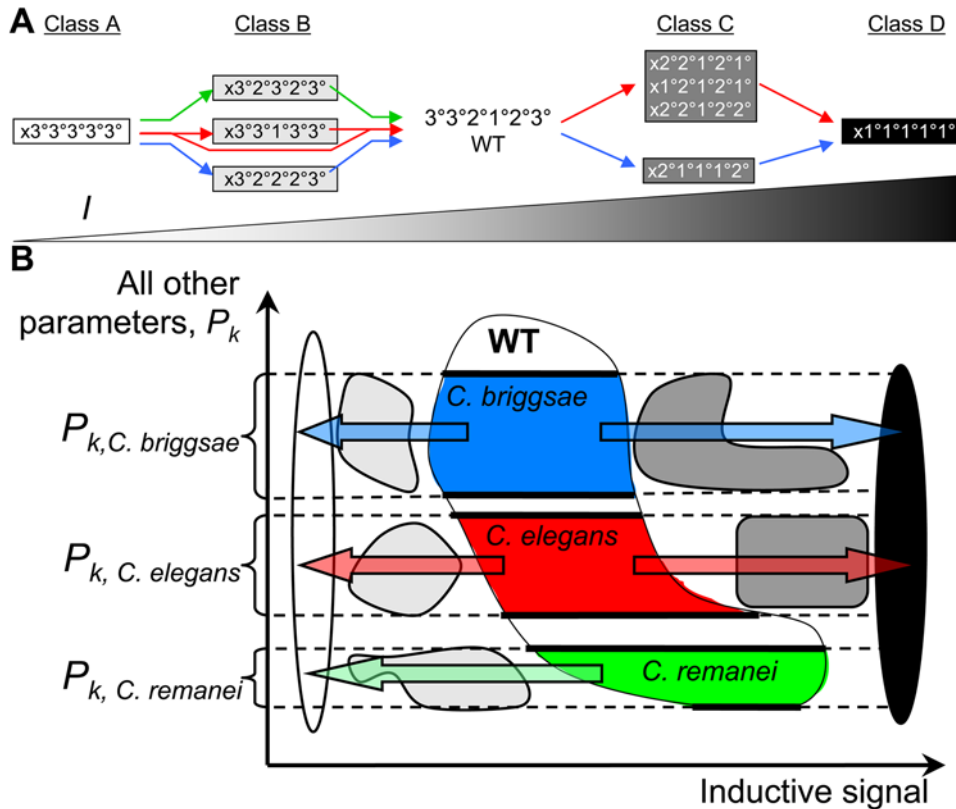 A
Class A
Class B
Class C
Class D
x3°3°3°3°3°
x3°2°3°2°3°
x3°3°1°3°3°
x3°2°2°2°3°
3°3°2°1°2°3°
WT
x2°2°1°2°1°
x1°2°1°2°1°
x2°2°1°2°2°
x2°1°1°1°2°
x1°1°1°1°1°
I
B
All other
parameters, Pk
WT
C. briggsae
Pk,C. briggsae
C. elegans
Pk, C. elegans
C. remanei
Pk, C. remanei
Inductive signal